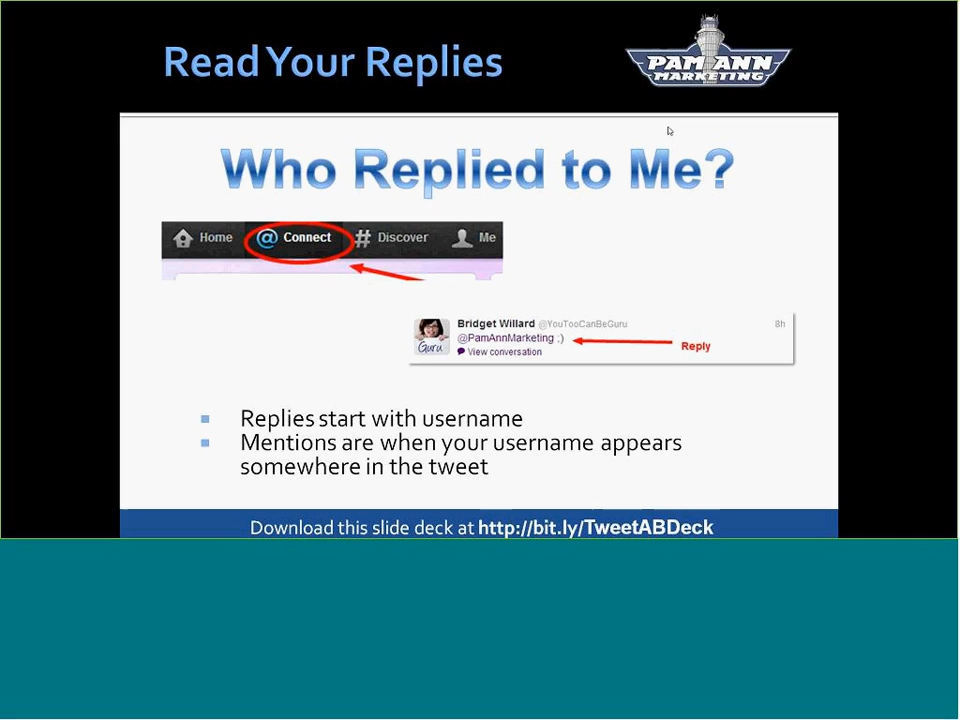 Read Your Replies
PAM ANN
MARKETING
Who Replied to Me?
Home @ Connect # Discover Me
Bridget Willard @YouTooCanBeGuru 8h
@PamAnnMarketing ;)
Reply
View conversation
Guru
▪ Replies start with username
▪ Mentions are when your username appears
somewhere in the tweet
Download this slide deck at http://bit.ly/TweetABDeck